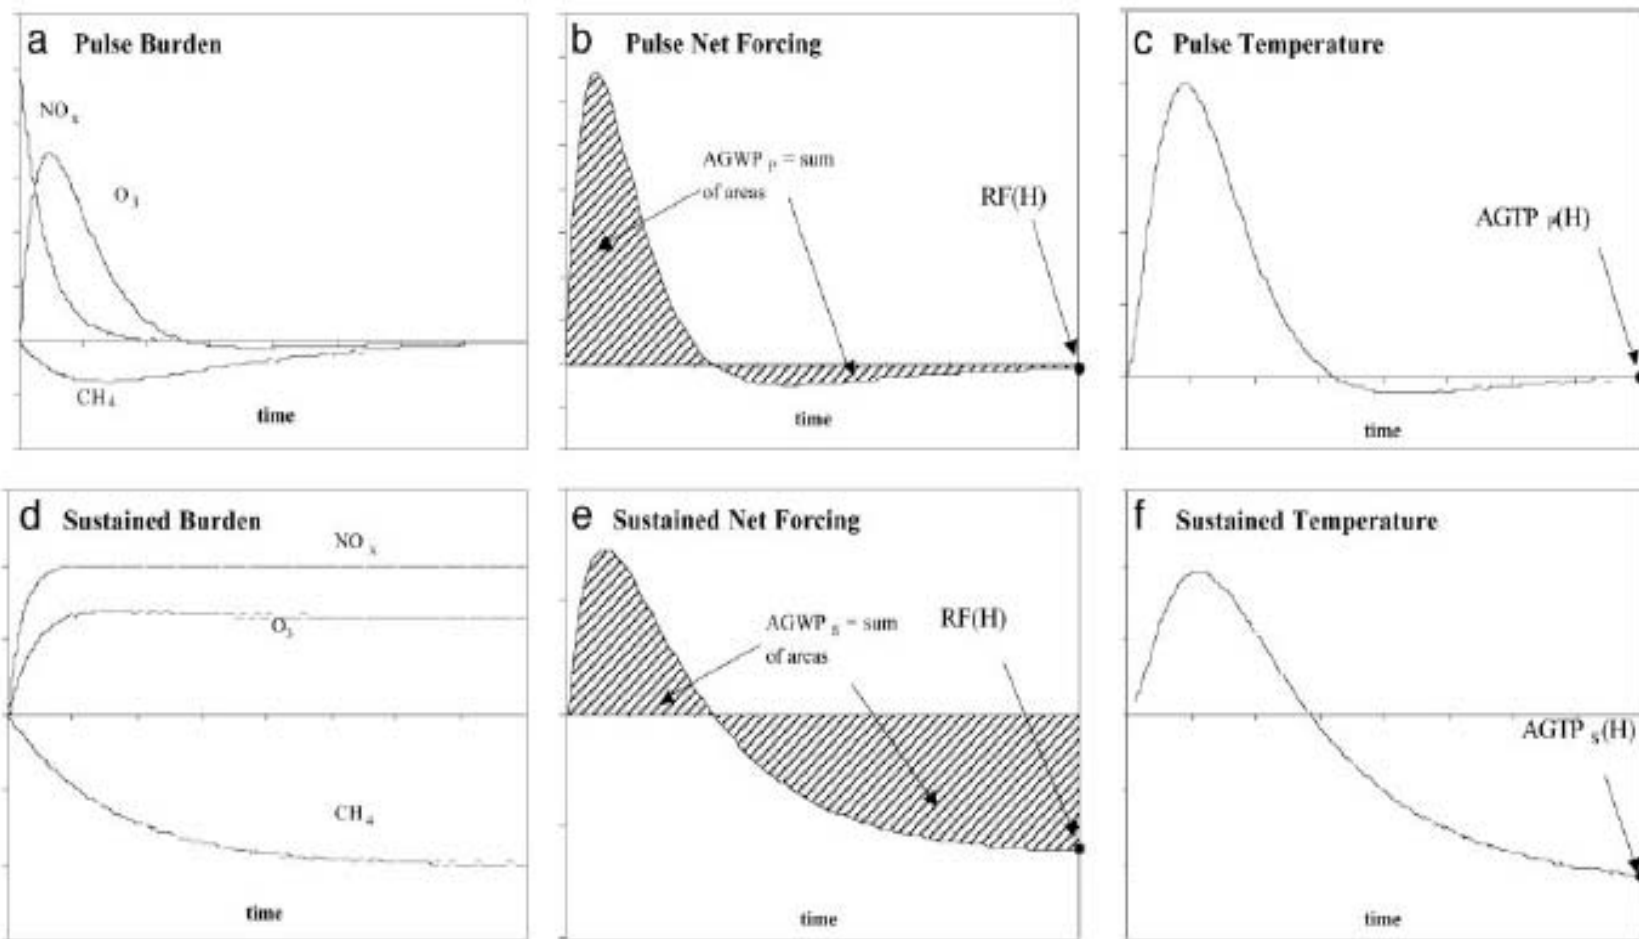 a Pulse Burden
NOx
O3
CH4
time
b Pulse Net Forcing
AGWP P = sum
of areas
RF(H)
time
c Pulse Temperature
AGTP P(H)
time
d Sustained Burden
NOx
O3
CH4
time
e Sustained Net Forcing
AGWP S = sum
of areas
RF(H)
time
f Sustained Temperature
AGTP S(H)
time